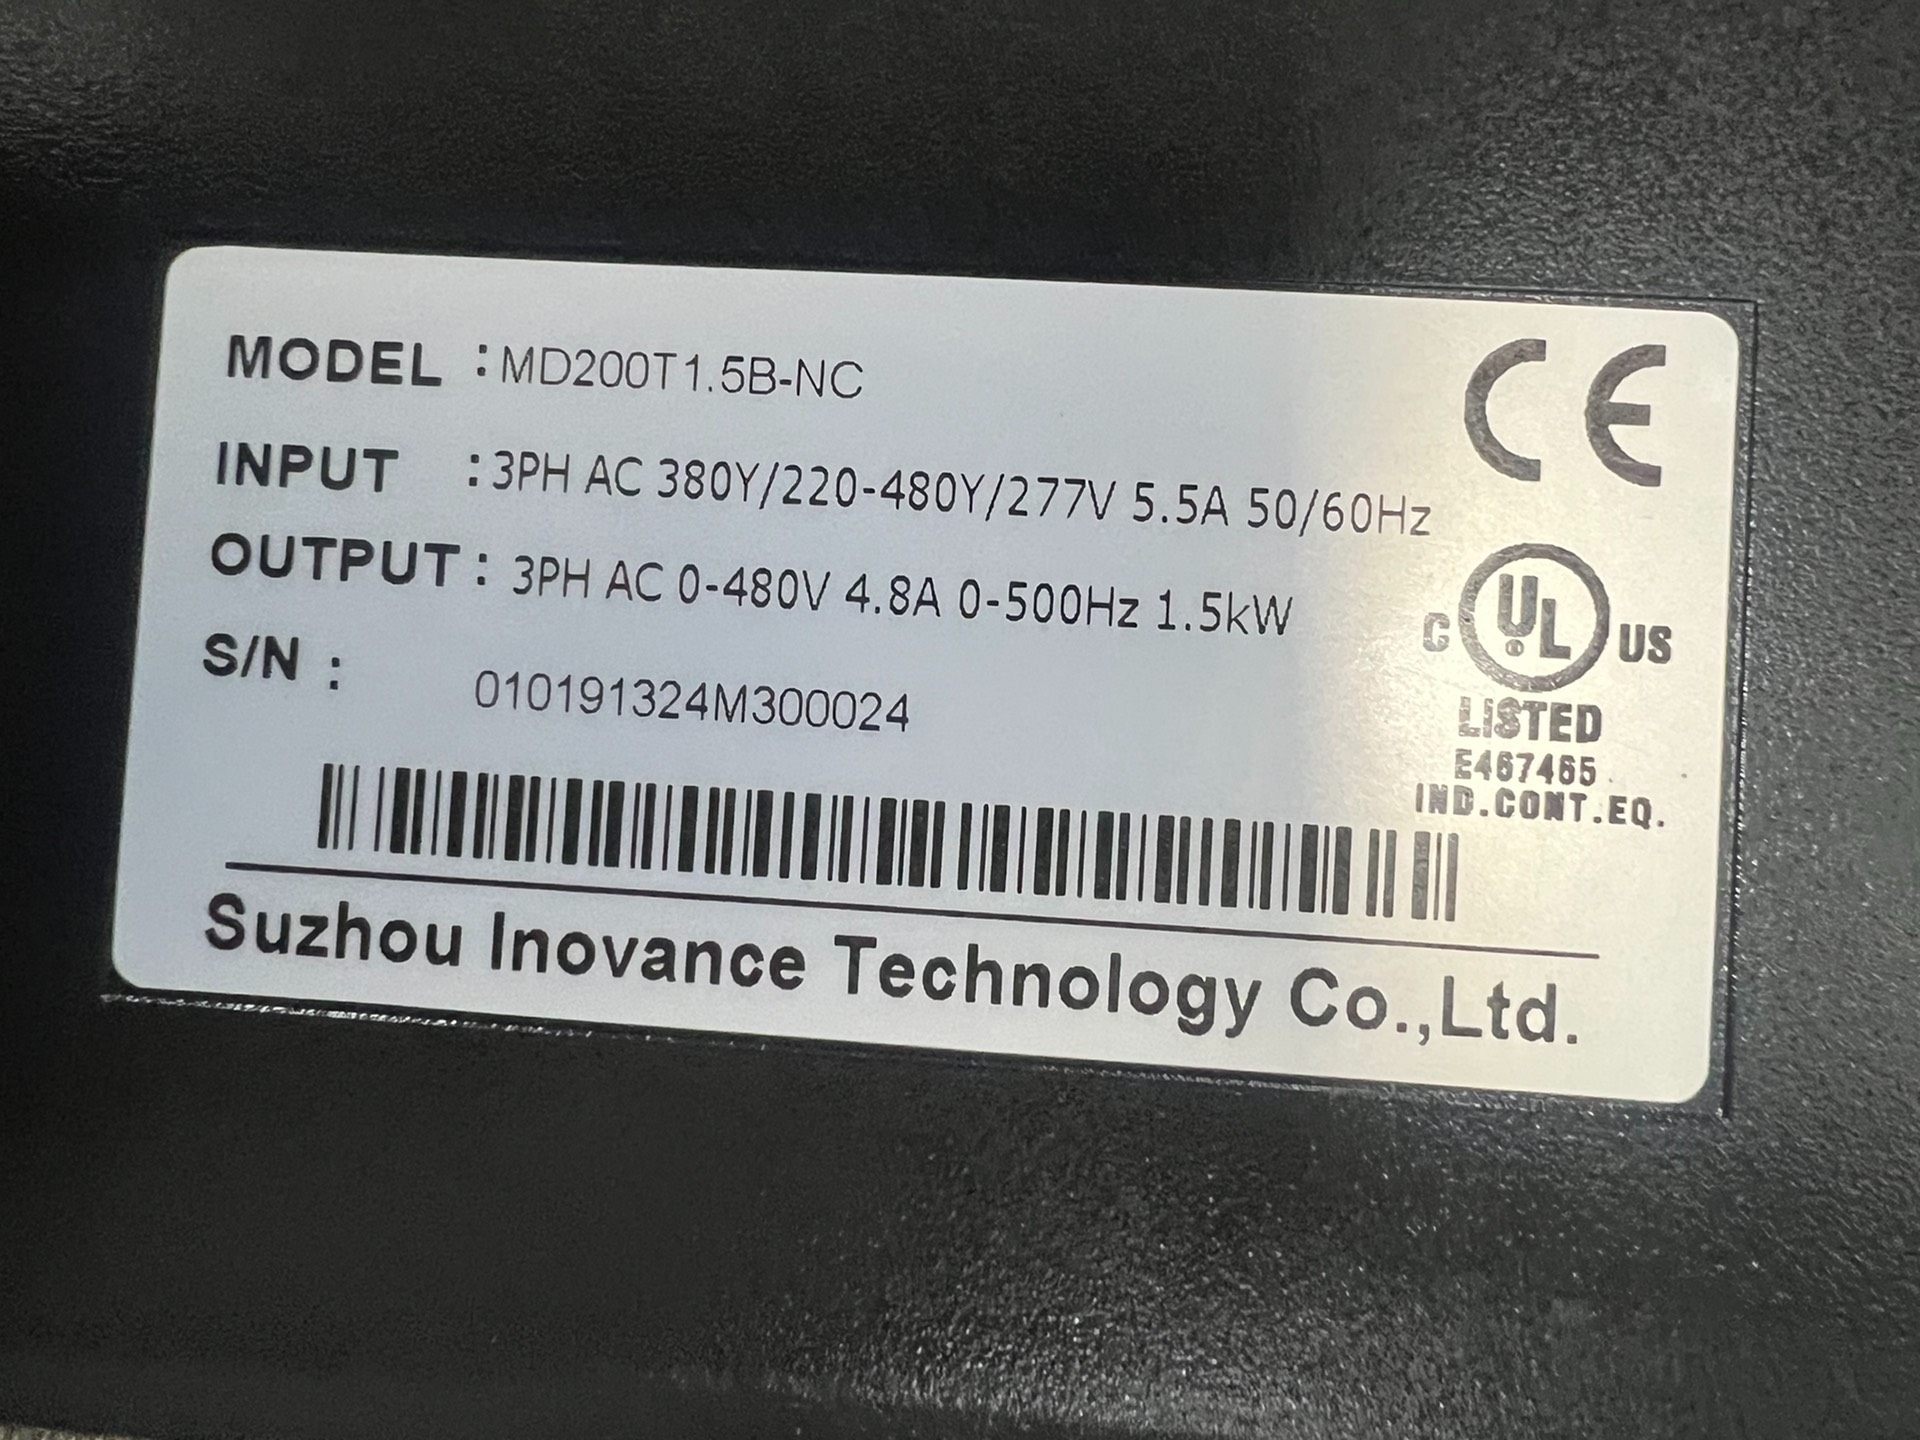 MODEL : MD200T1.5B-NC
INPUT : 3PH AC 380Y/220-480Y/277V 5.5A 50/60Hz
OUTPUT : 3PH AC 0-480V 4.8A 0-500Hz 1.5kW
S/N : 010191324M300024
CE
C UL US
LISTED
E467465
IND.CONT.EQ.
Suzhou Inovance Technology Co.,Ltd.